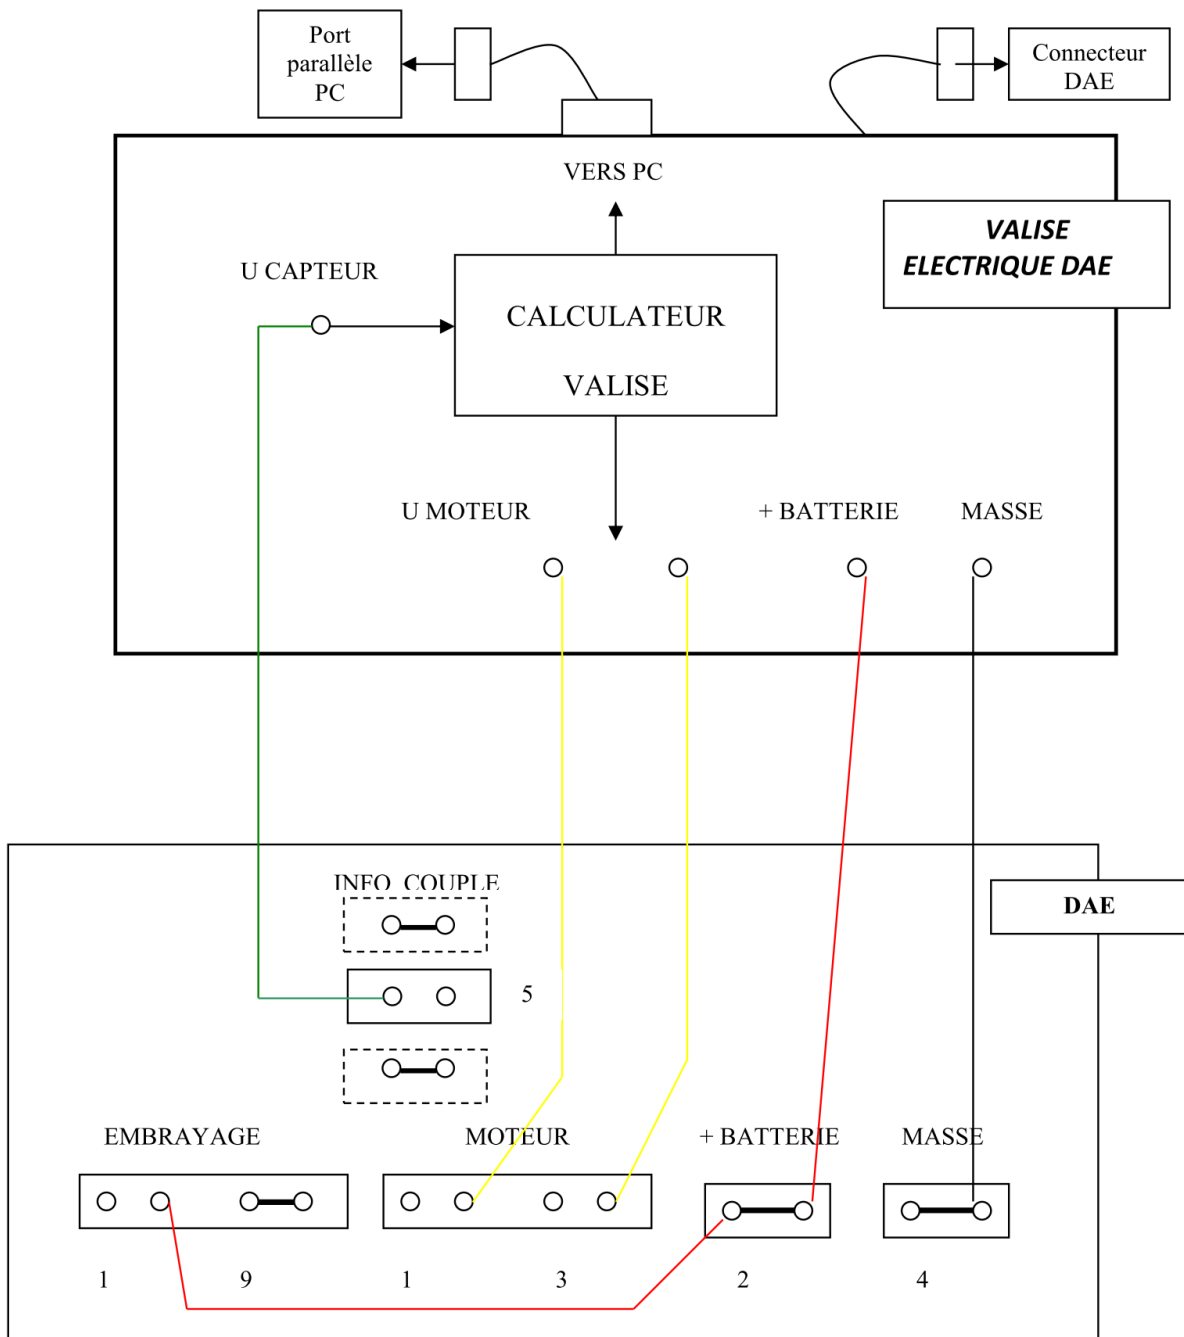 Port
parallèle
PC
Connecteur
DAE
VERS PC
VALISE
ELECTRIQUE DAE
U CAPTEUR
CALCULATEUR
VALISE
U MOTEUR
+ BATTERIE
MASSE
INFO COUPLE
DAE
5
EMBRAYAGE
MOTEUR
+ BATTERIE
MASSE
1
9
1
3
2
4